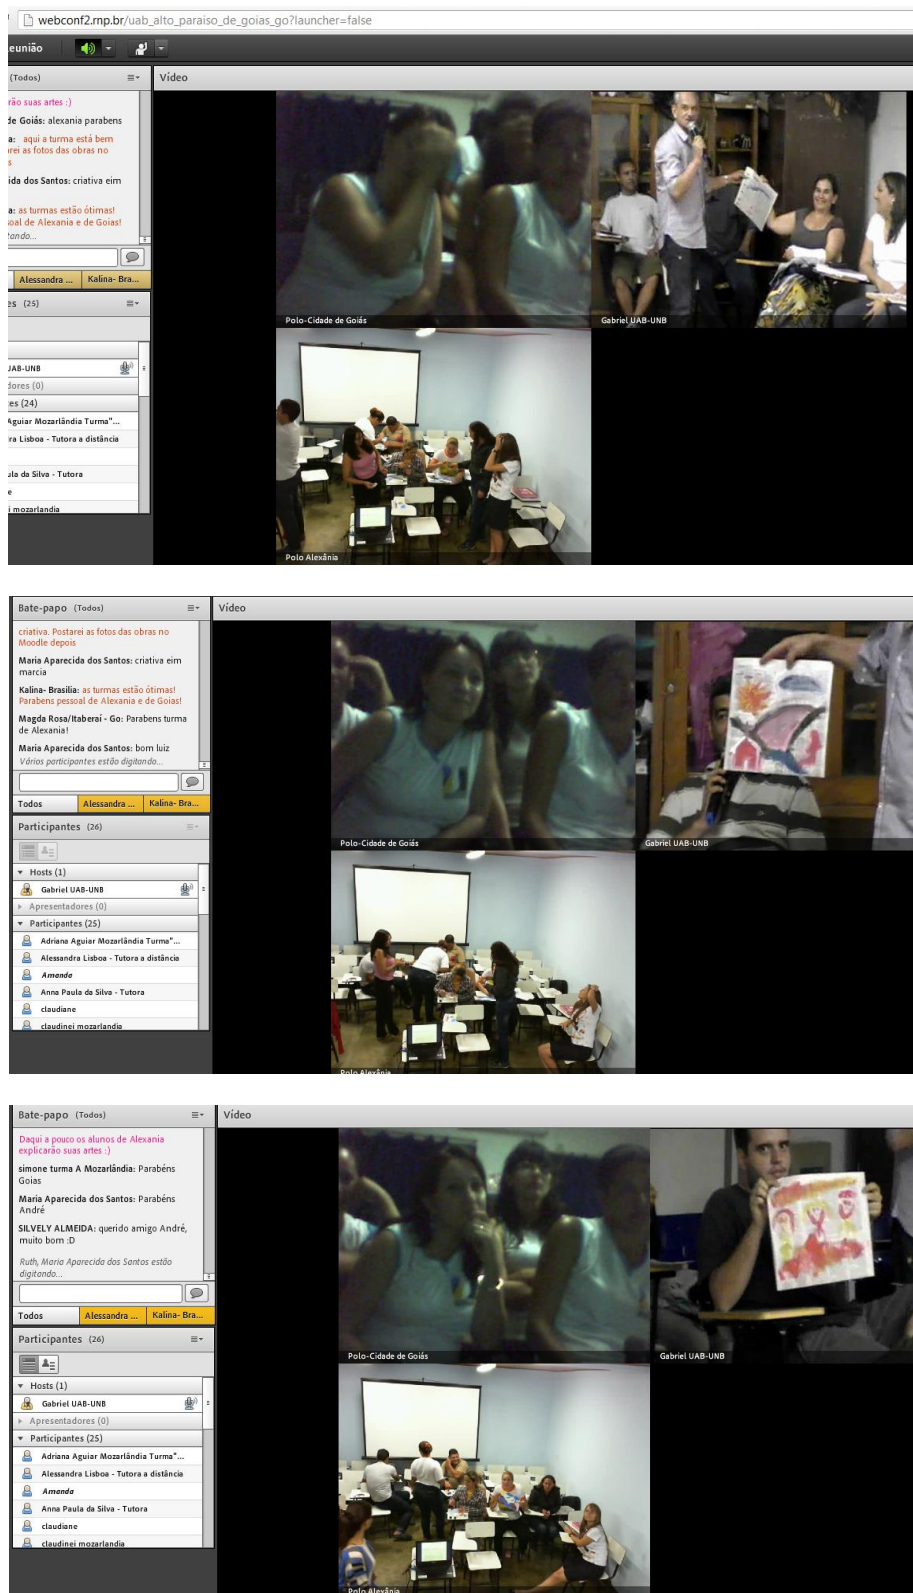 webconf2.rnp.br/uab_alto_paraiso_de_goias_go?launcher=false
eunião
(Todos)
Vídeo
rão suas artes :)
de Goiás: alexania parabens
a: aqui a turma está bem
rei as fotos das obras no
s
ida dos Santos: criativa eim
a: as turmas estão ótimas!
soal de Alexania e de Goias!
tando...
Alessandra ...
Kalina- Bra...
es (25)
UAB-UNB
dores (0)
tes (24)
Aguiar Mozarlândia Turma"...
ra Lisboa - Tutora a distância
ula da Silva - Tutora
e
i mozarlandia
Polo-Cidade de Goiás
Gabriel UAB-UNB
Polo Alexânia
Bate-papo (Todos)
Vídeo
criativa. Postarei as fotos das obras no
Moodle depois
Maria Aparecida dos Santos: criativa eim
marcia
Kalina- Brasilia: as turmas estão ótimas!
Parabens pessoal de Alexania e de Goias!
Magda Rosa/Itaberaí - Go: Parabens turma
de Alexania!
Maria Aparecida dos Santos: bom luiz
Vários participantes estão digitando...
Todos
Alessandra ...
Kalina- Bra...
Participantes (26)
Hosts (1)
Gabriel UAB-UNB
Apresentadores (0)
Participantes (25)
Adriana Aguiar Mozarlândia Turma"...
Alessandra Lisboa - Tutora a distância
Amanda
Anna Paula da Silva - Tutora
claudiane
claudinei mozarlandia
Polo-Cidade de Goiás
Gabriel UAB-UNB
Polo Alexânia
Bate-papo (Todos)
Vídeo
Daqui a pouco os alunos de Alexania
explicarão suas artes :)
simone turma A Mozarlândia: Parabéns
Goias
Maria Aparecida dos Santos: Parabéns
André
SILVELY ALMEIDA: querido amigo André,
muito bom :D
Ruth, Maria Aparecida dos Santos estão
digitando...
Todos
Alessandra ...
Kalina- Bra...
Participantes (26)
Hosts (1)
Gabriel UAB-UNB
Apresentadores (0)
Participantes (25)
Adriana Aguiar Mozarlândia Turma"...
Alessandra Lisboa - Tutora a distância
Amanda
Anna Paula da Silva - Tutora
claudiane
claudinei mozarlandia
Polo-Cidade de Goiás
Gabriel UAB-UNB
Polo Alexânia